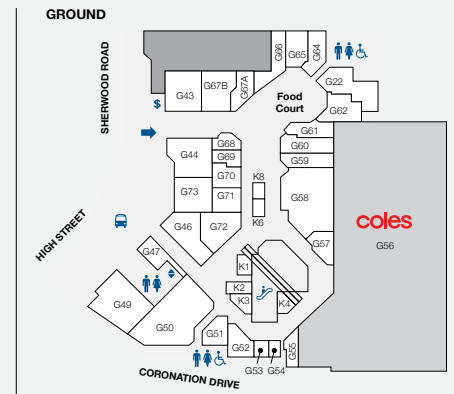 GROUND
SHERWOOD ROAD
HIGH STREET
CORONATION DRIVE
G66
G65
G64
G43
G67B
G67A
$
Food
Court
G22
G62
G61
G60
G59
G58
G57
coles
G56
G44
G68
G69
G70
G71
G73
G46
G72
K8
K6
G47
G49
G50
K1
K2
K3
K4
G51
G52
G53
G54
G55